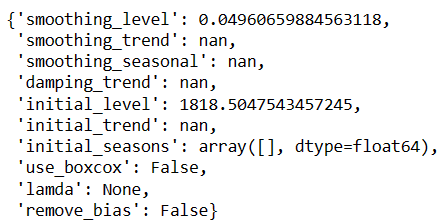 {'smoothing_level': 0.04960659884563118,
'smoothing_trend': nan,
'smoothing_seasonal': nan,
'damping_trend': nan,
'initial_level': 1818.5047543457245,
'initial_trend': nan,
'initial_seasons': array([], dtype=float64),
'use_boxcox': False,
'lamda': None,
'remove_bias': False}